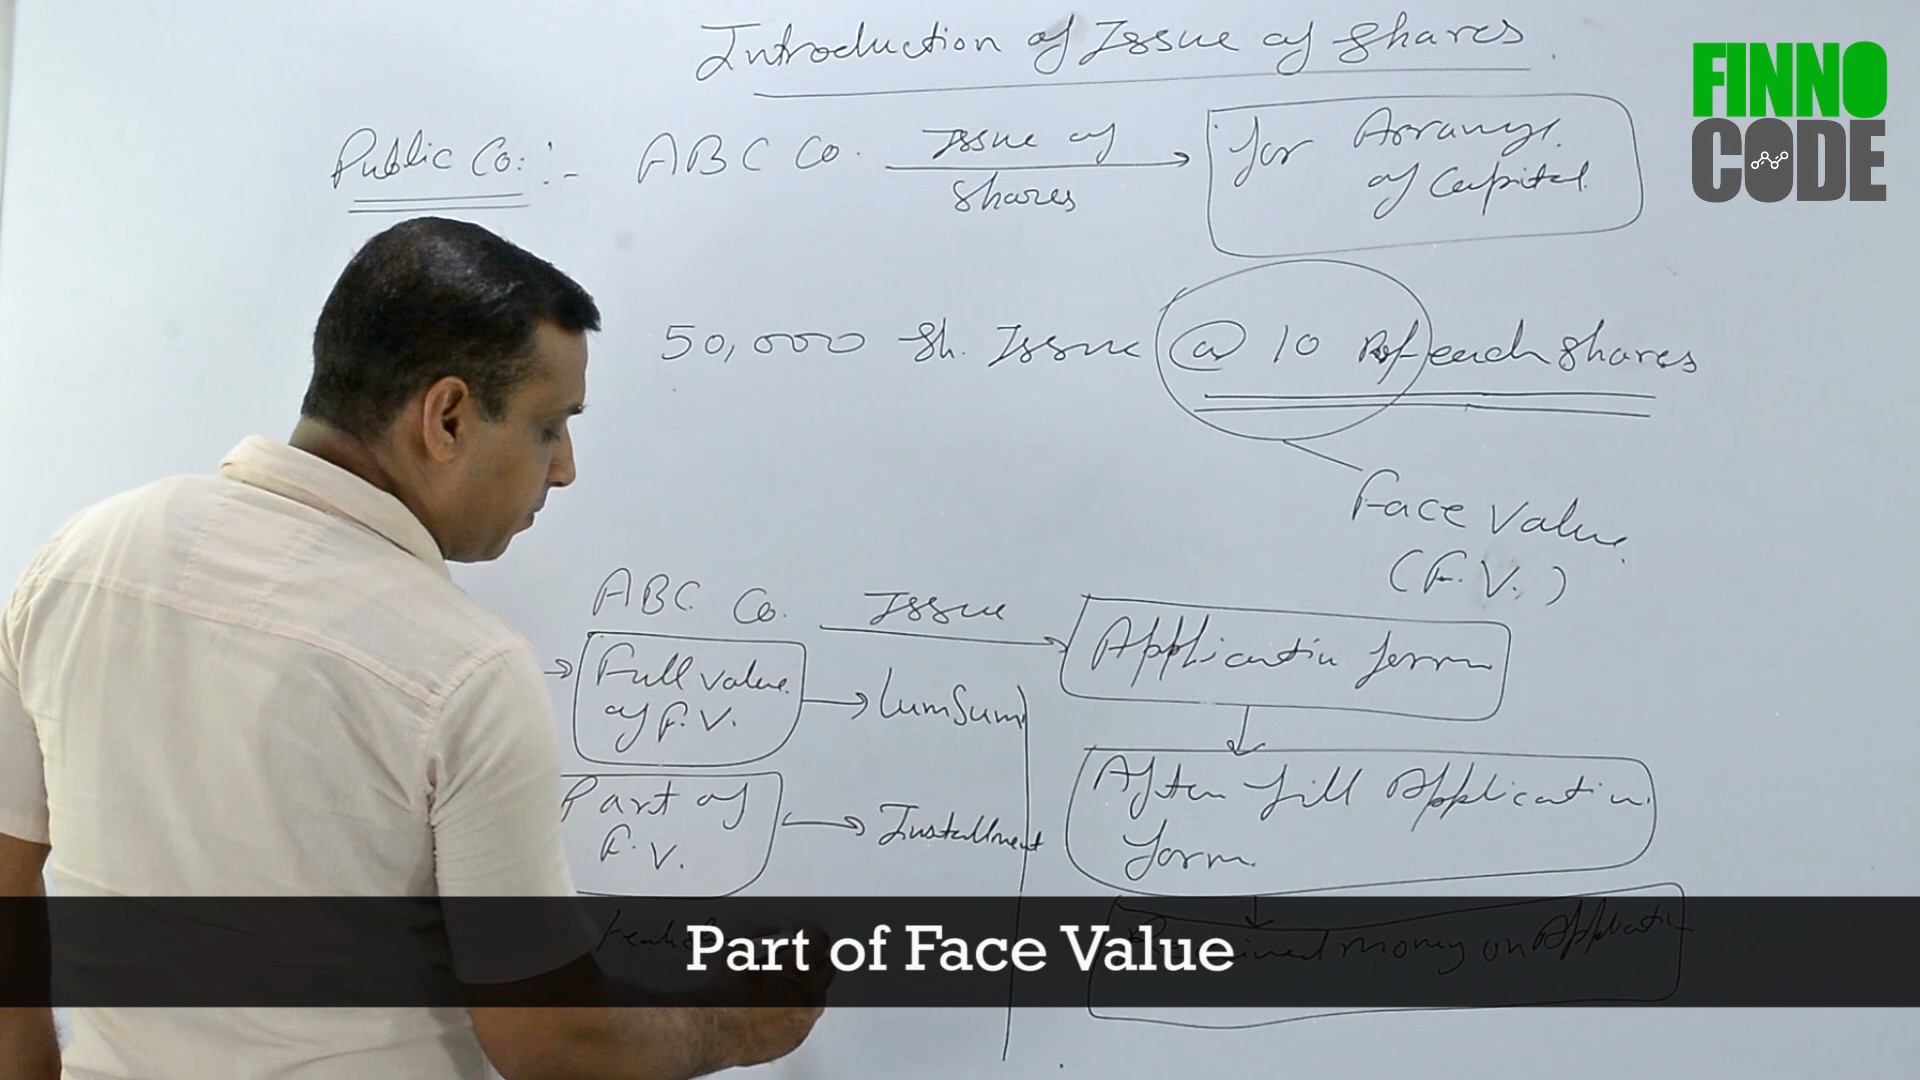 Introduction of Issue of Shares.
FINNO
CODE
Public Co. :-
ABC Co.
Issue of
Shares
for Arrange.
of Capital
50,000 Sh. Issue @ 10 Rs each shares
Face Value
(F.V.)
ABC Co.
Issue
Application form
Full value
of F.V.
LumSum
After fill Application
form
Part of
F.V.
Installment
money on Application
Part of Face Value